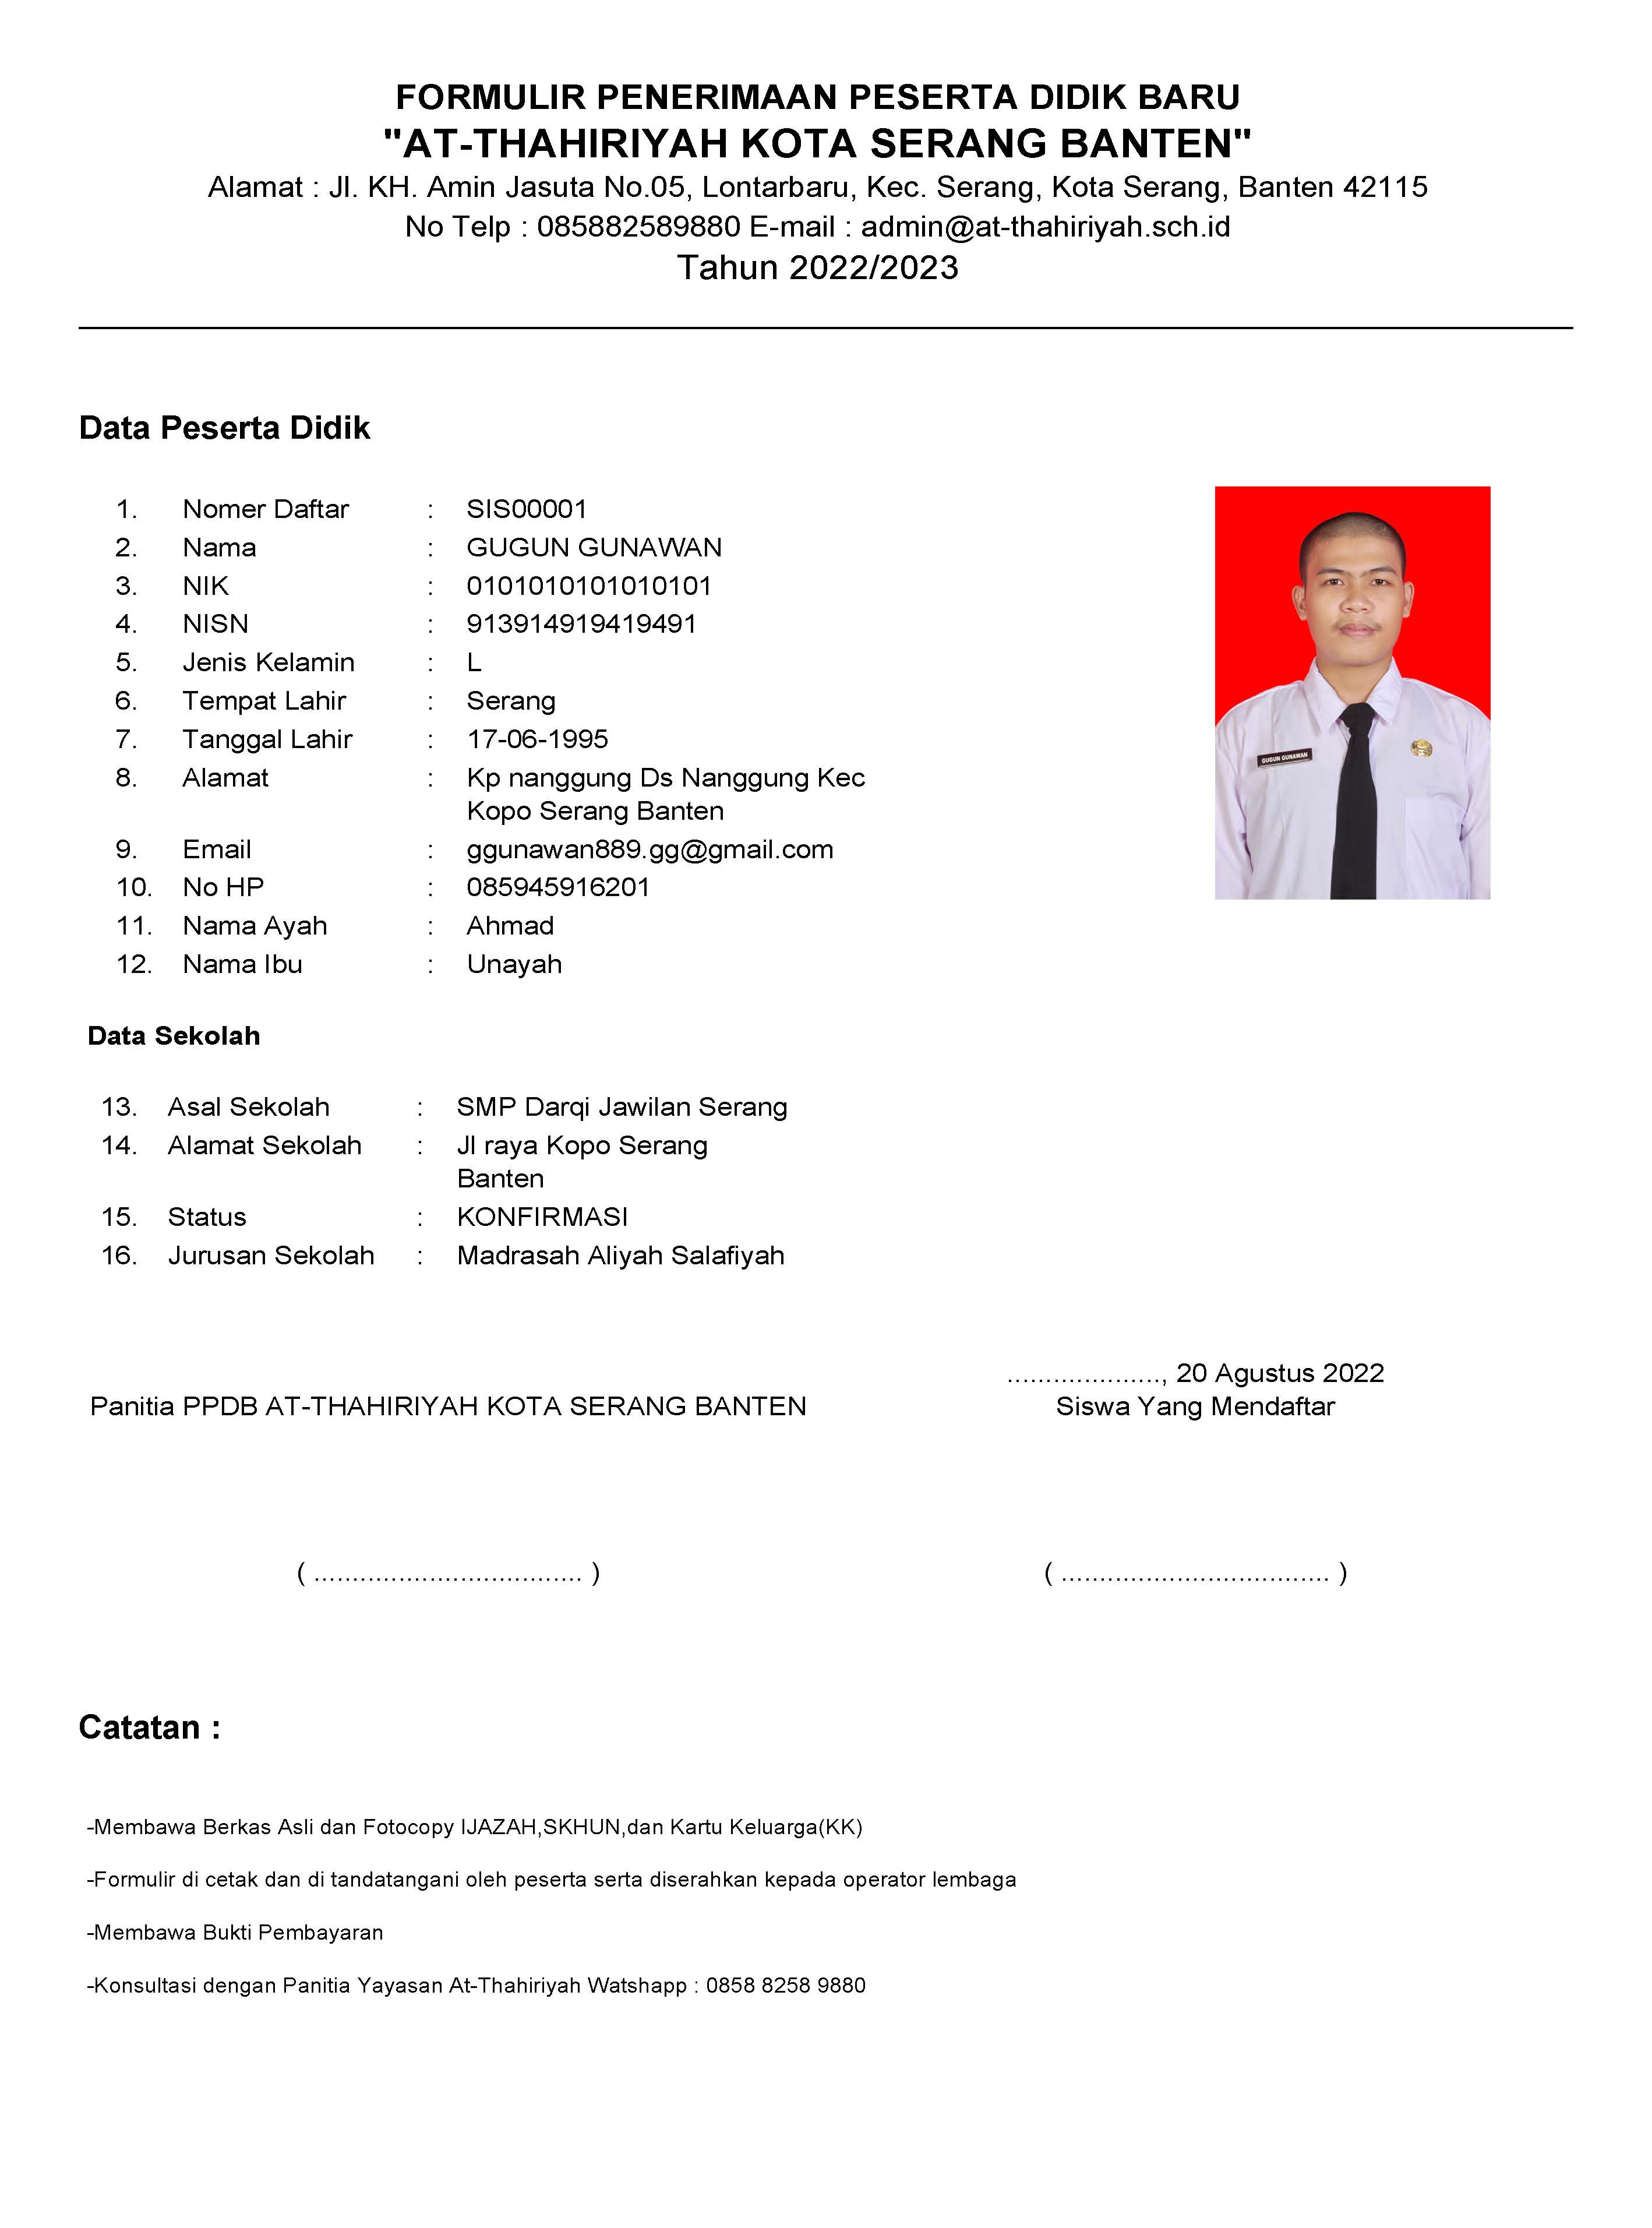 FORMULIR PENERIMAAN PESERTA DIDIK BARU
"AT-THAHIRIYAH KOTA SERANG BANTEN"
Alamat : Jl. KH. Amin Jasuta No.05, Lontarbaru, Kec. Serang, Kota Serang, Banten 42115
No Telp : 085882589880 E-mail : admin@at-thahiriyah.sch.id
Tahun 2022/2023
Data Peserta Didik
1. Nomer Daftar : SIS00001
2. Nama : GUGUN GUNAWAN
3. NIK : 0101010101010101
4. NISN : 913914919419491
5. Jenis Kelamin : L
6. Tempat Lahir : Serang
7. Tanggal Lahir : 17-06-1995
8. Alamat : Kp nanggung Ds Nanggung Kec
Kopo Serang Banten
9. Email : ggunawan889.gg@gmail.com
10. No HP : 085945916201
11. Nama Ayah : Ahmad
12. Nama Ibu : Unayah
GUGUN GUNAWAN
Data Sekolah
13. Asal Sekolah : SMP Darqi Jawilan Serang
14. Alamat Sekolah : Jl raya Kopo Serang
Banten
15. Status : KONFIRMASI
16. Jurusan Sekolah : Madrasah Aliyah Salafiyah
...................., 20 Agustus 2022
Panitia PPDB AT-THAHIRIYAH KOTA SERANG BANTEN Siswa Yang Mendaftar
( ................................... ) ( ................................... )
Catatan :
-Membawa Berkas Asli dan Fotocopy IJAZAH,SKHUN,dan Kartu Keluarga(KK)
-Formulir di cetak dan di tandatangani oleh peserta serta diserahkan kepada operator lembaga
-Membawa Bukti Pembayaran
-Konsultasi dengan Panitia Yayasan At-Thahiriyah Watshapp : 0858 8258 9880